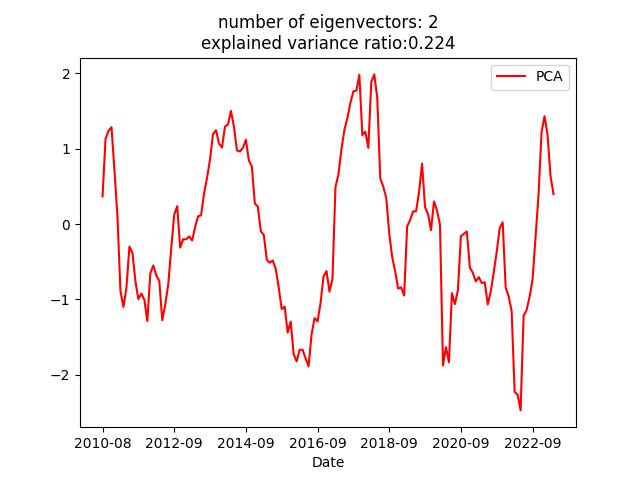 number of eigenvectors: 2
explained variance ratio:0.224
PCA
2
1
0
−1
−2
2010-08 2012-09 2014-09 2016-09 2018-09 2020-09 2022-09
Date